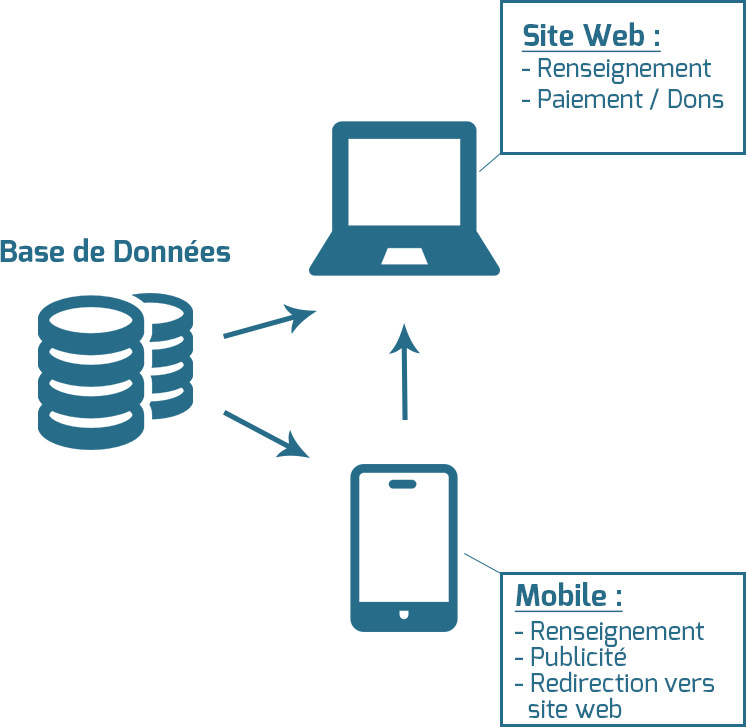 Site Web :
- Renseignement
- Paiement / Dons
Base de Données
Mobile :
- Renseignement
- Publicité
- Redirection vers
site web